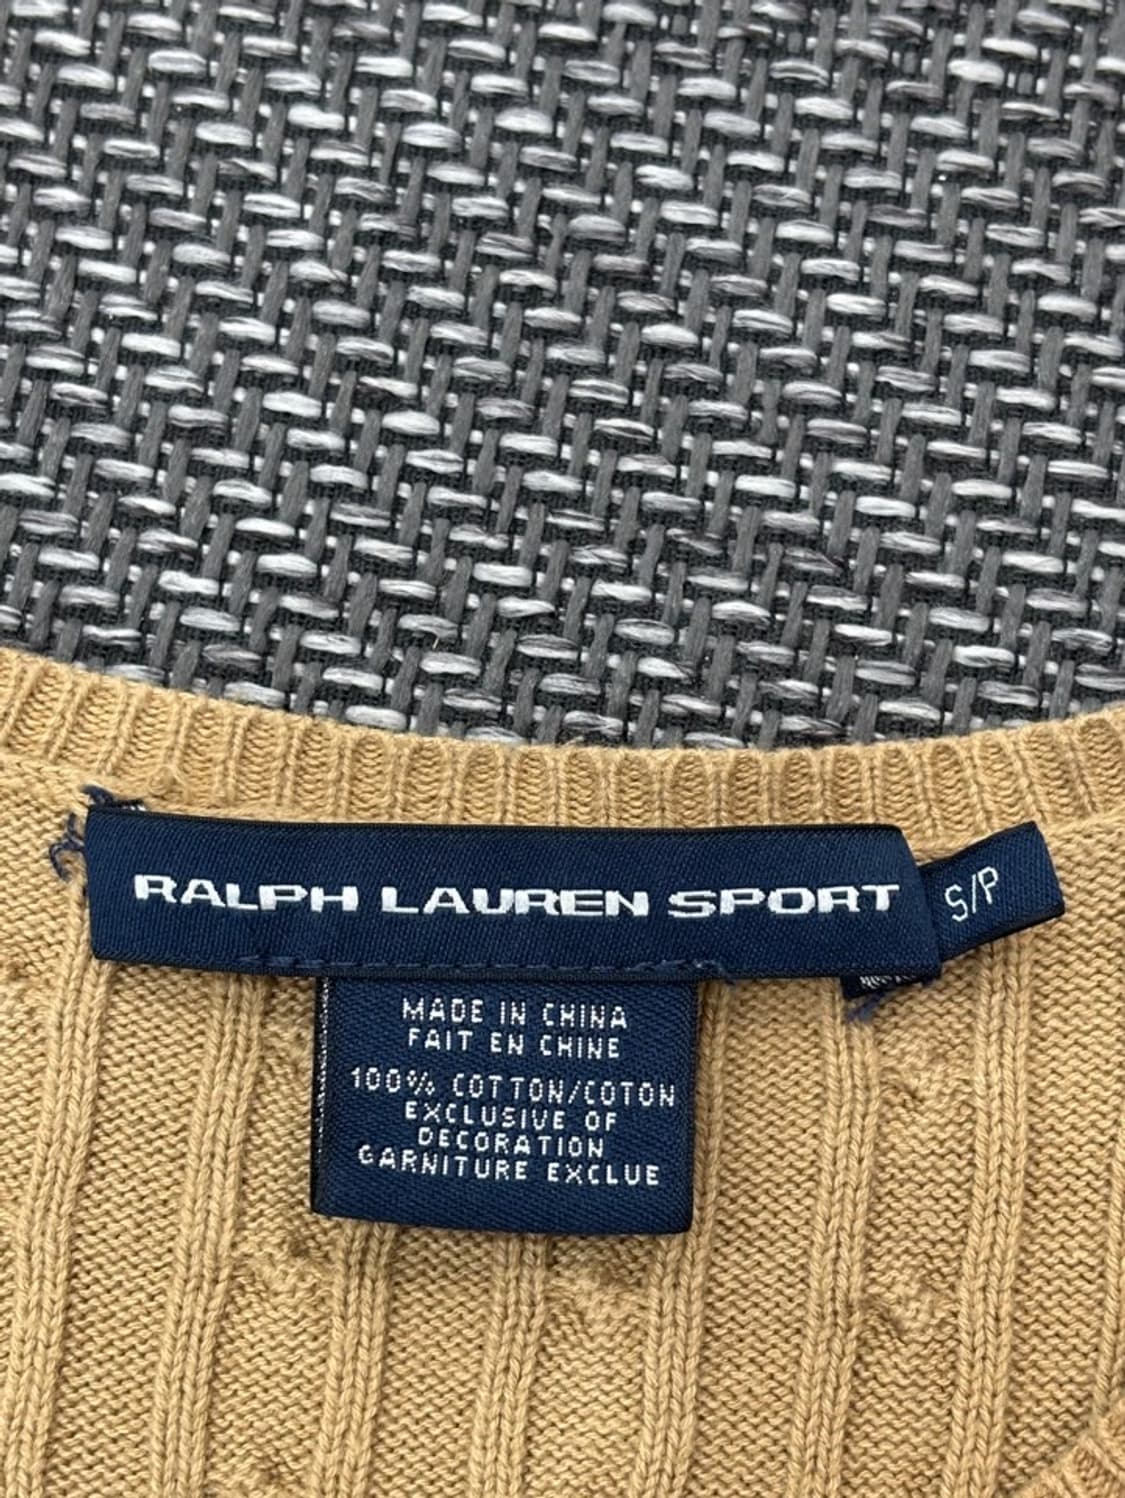 RALPH LAUREN SPORT
S/P
MADE IN CHINA
FAIT EN CHINE
100% COTTON/COTON
EXCLUSIVE OF
DECORATION
GARNITURE EXCLUE